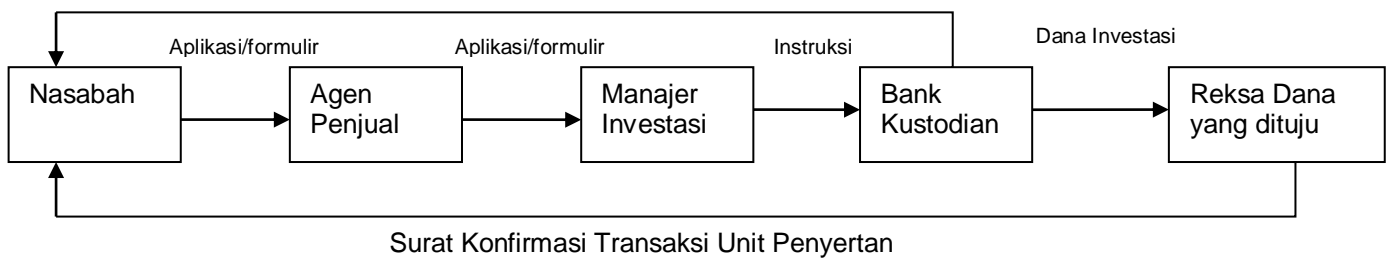 Aplikasi/formulir
Aplikasi/formulir
Instruksi
Dana Investasi
Nasabah
Agen
Penjual
Manajer
Investasi
Bank
Kustodian
Reksa Dana
yang dituju
Surat Konfirmasi Transaksi Unit Penyertan